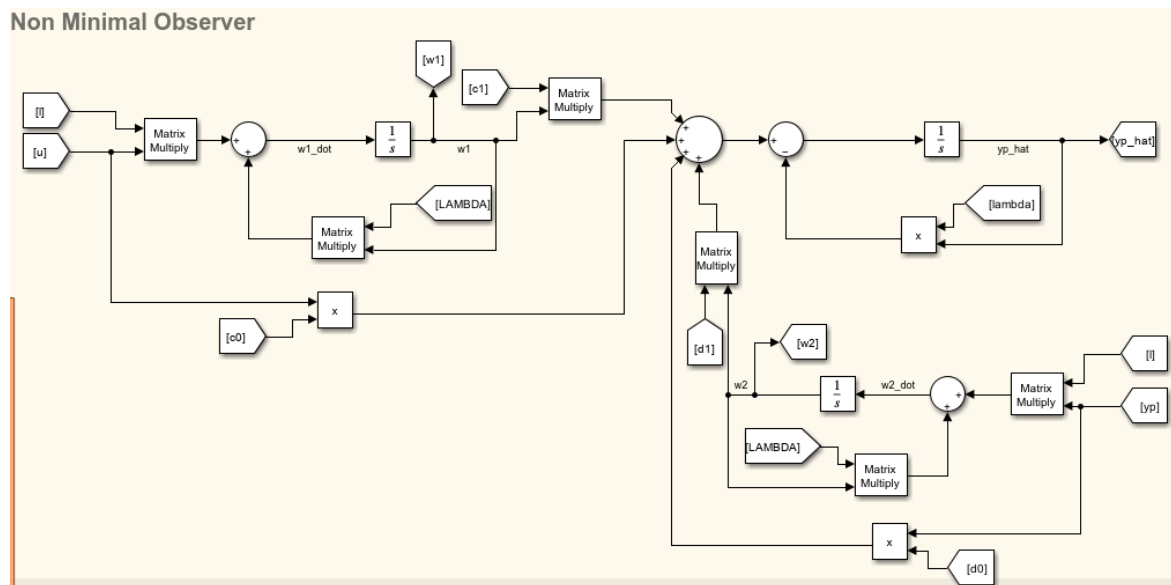 Non Minimal Observer
[w1]
[c1]
Matrix
Multiply
[l]
[u]
Matrix
Multiply
+
+
w1_dot
1
s
w1
+
+
+
+
+
−
1
s
yp_hat
[yp_hat]
[LAMBDA]
Matrix
Multiply
[lambda]
x
Matrix
Multiply
x
[c0]
[d1]
[w2]
[l]
w2
1
s
w2_dot
+
+
Matrix
Multiply
[yp]
[LAMBDA]
Matrix
Multiply
x
[d0]